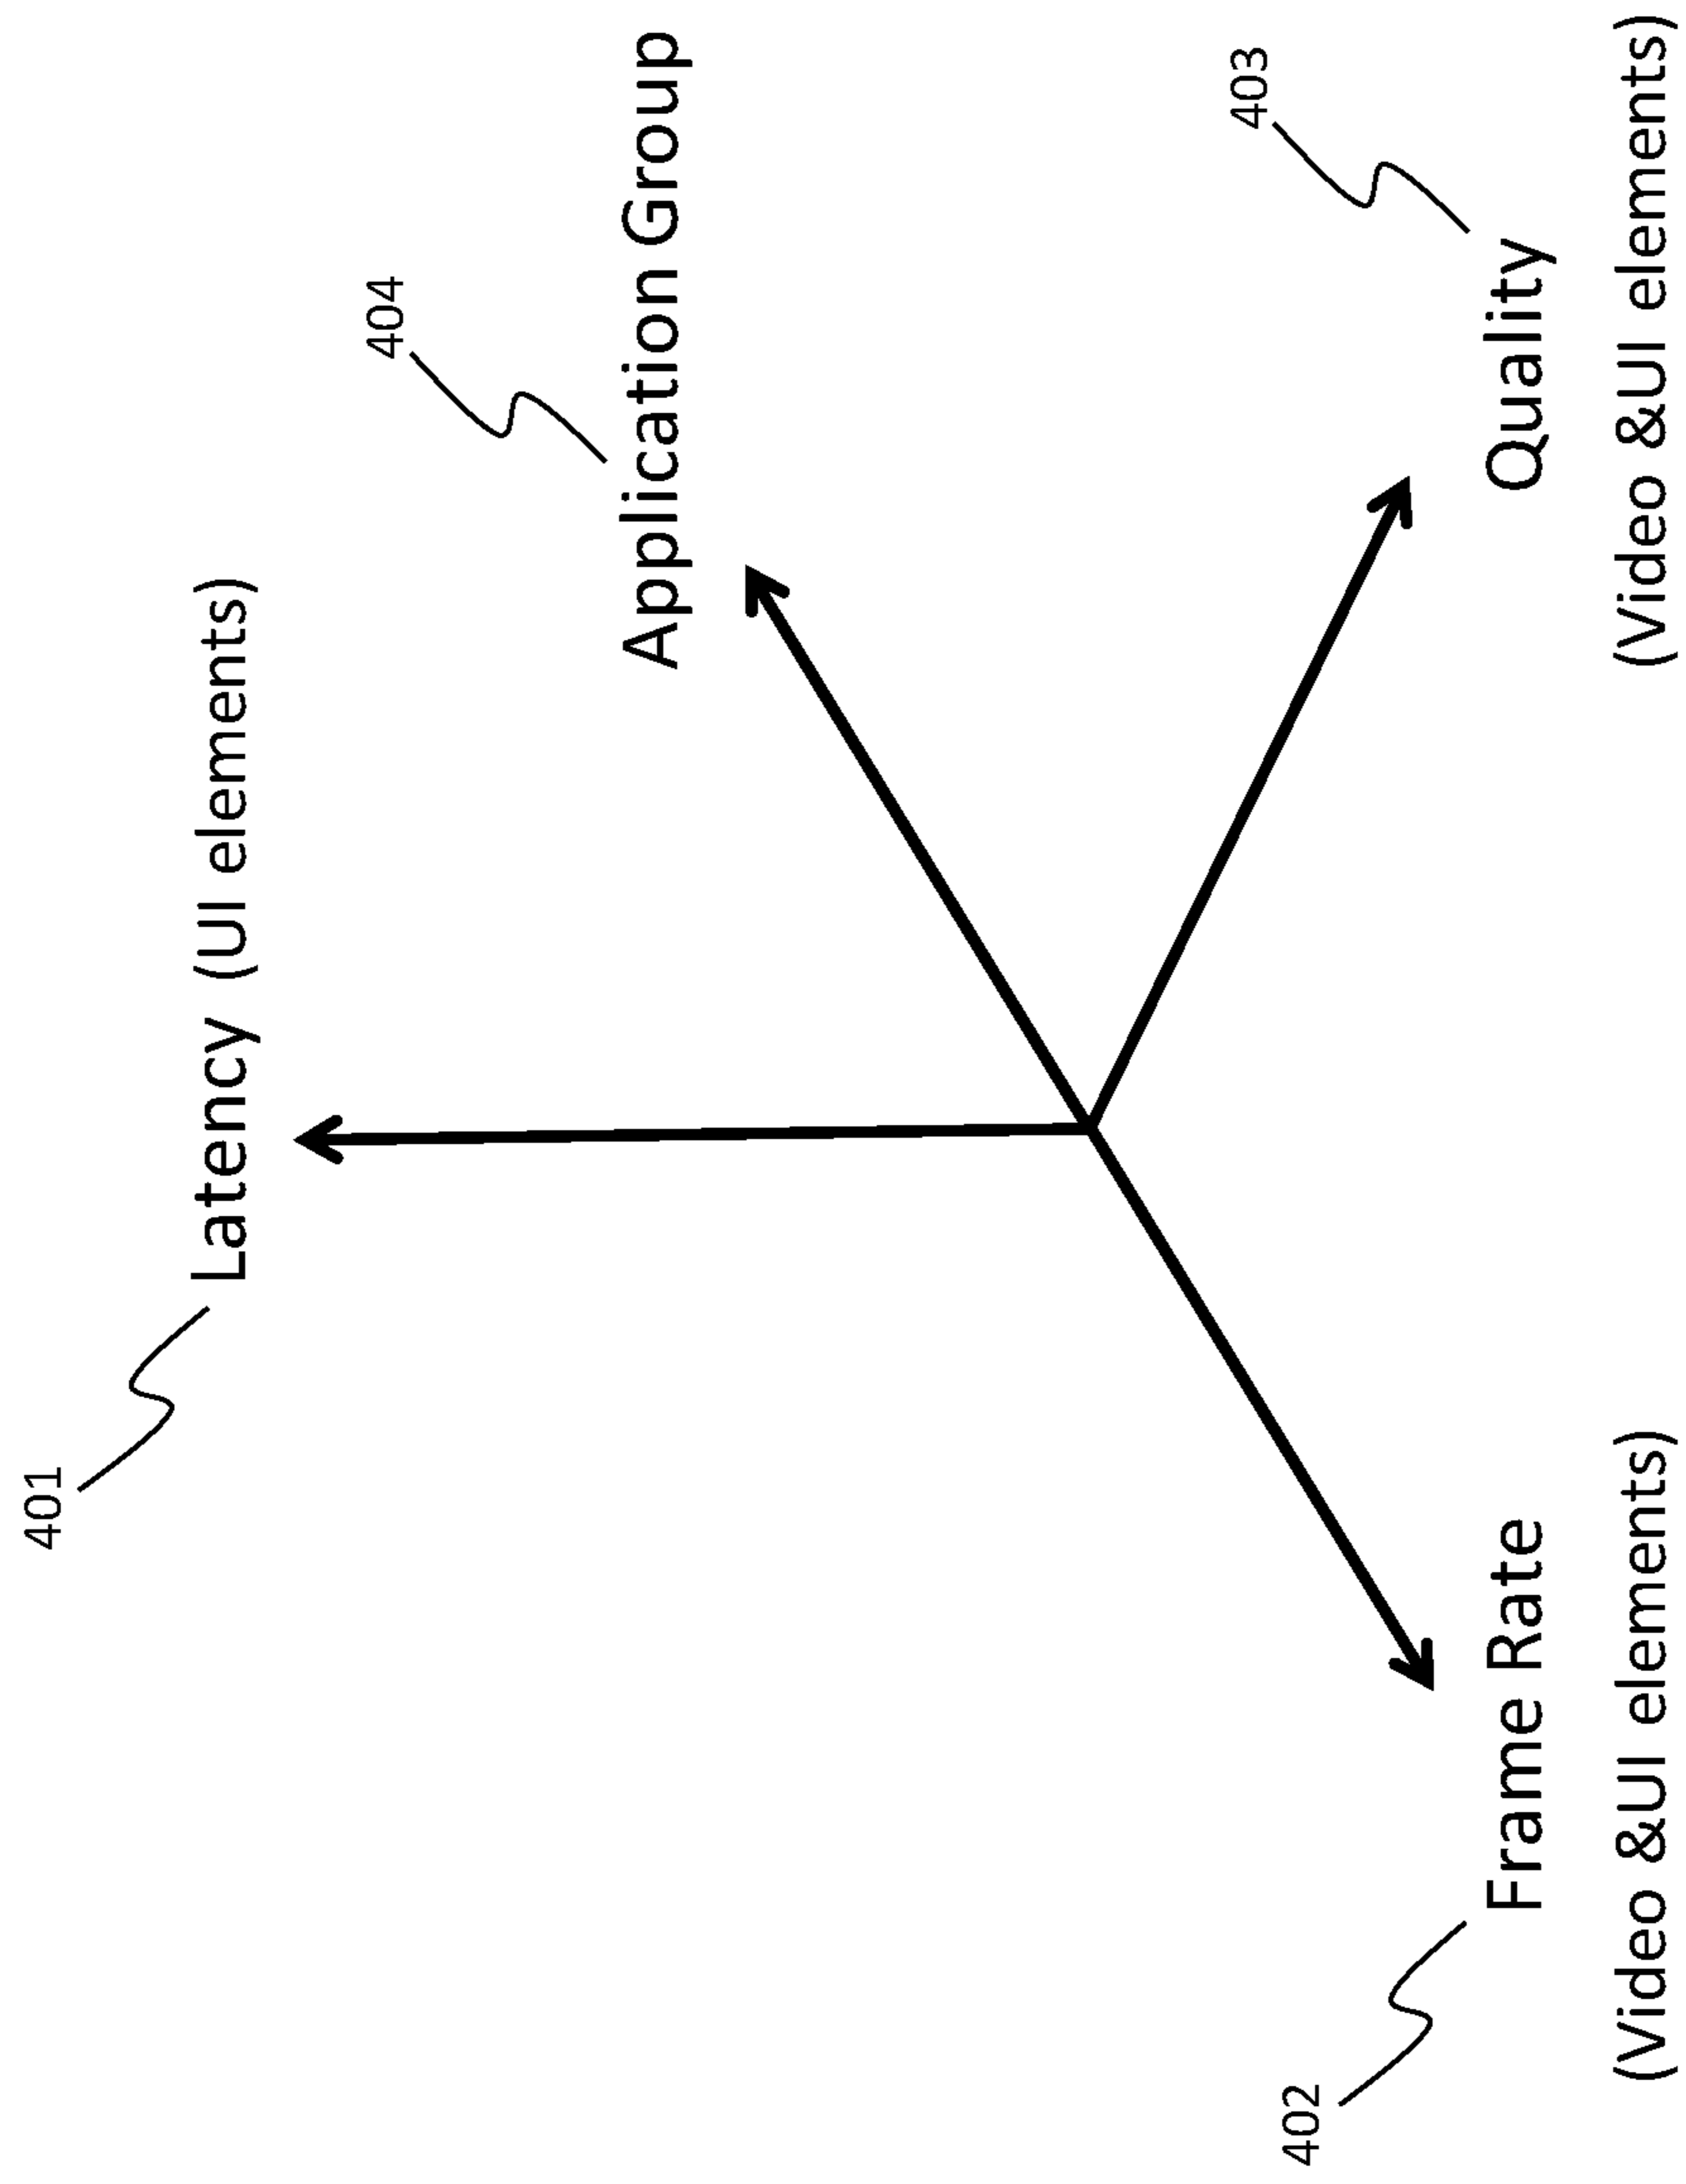 401
Latency (UI elements)
404
Application Group
402
Frame Rate
(Video &UI elements)
403
Quality
(Video &UI elements)